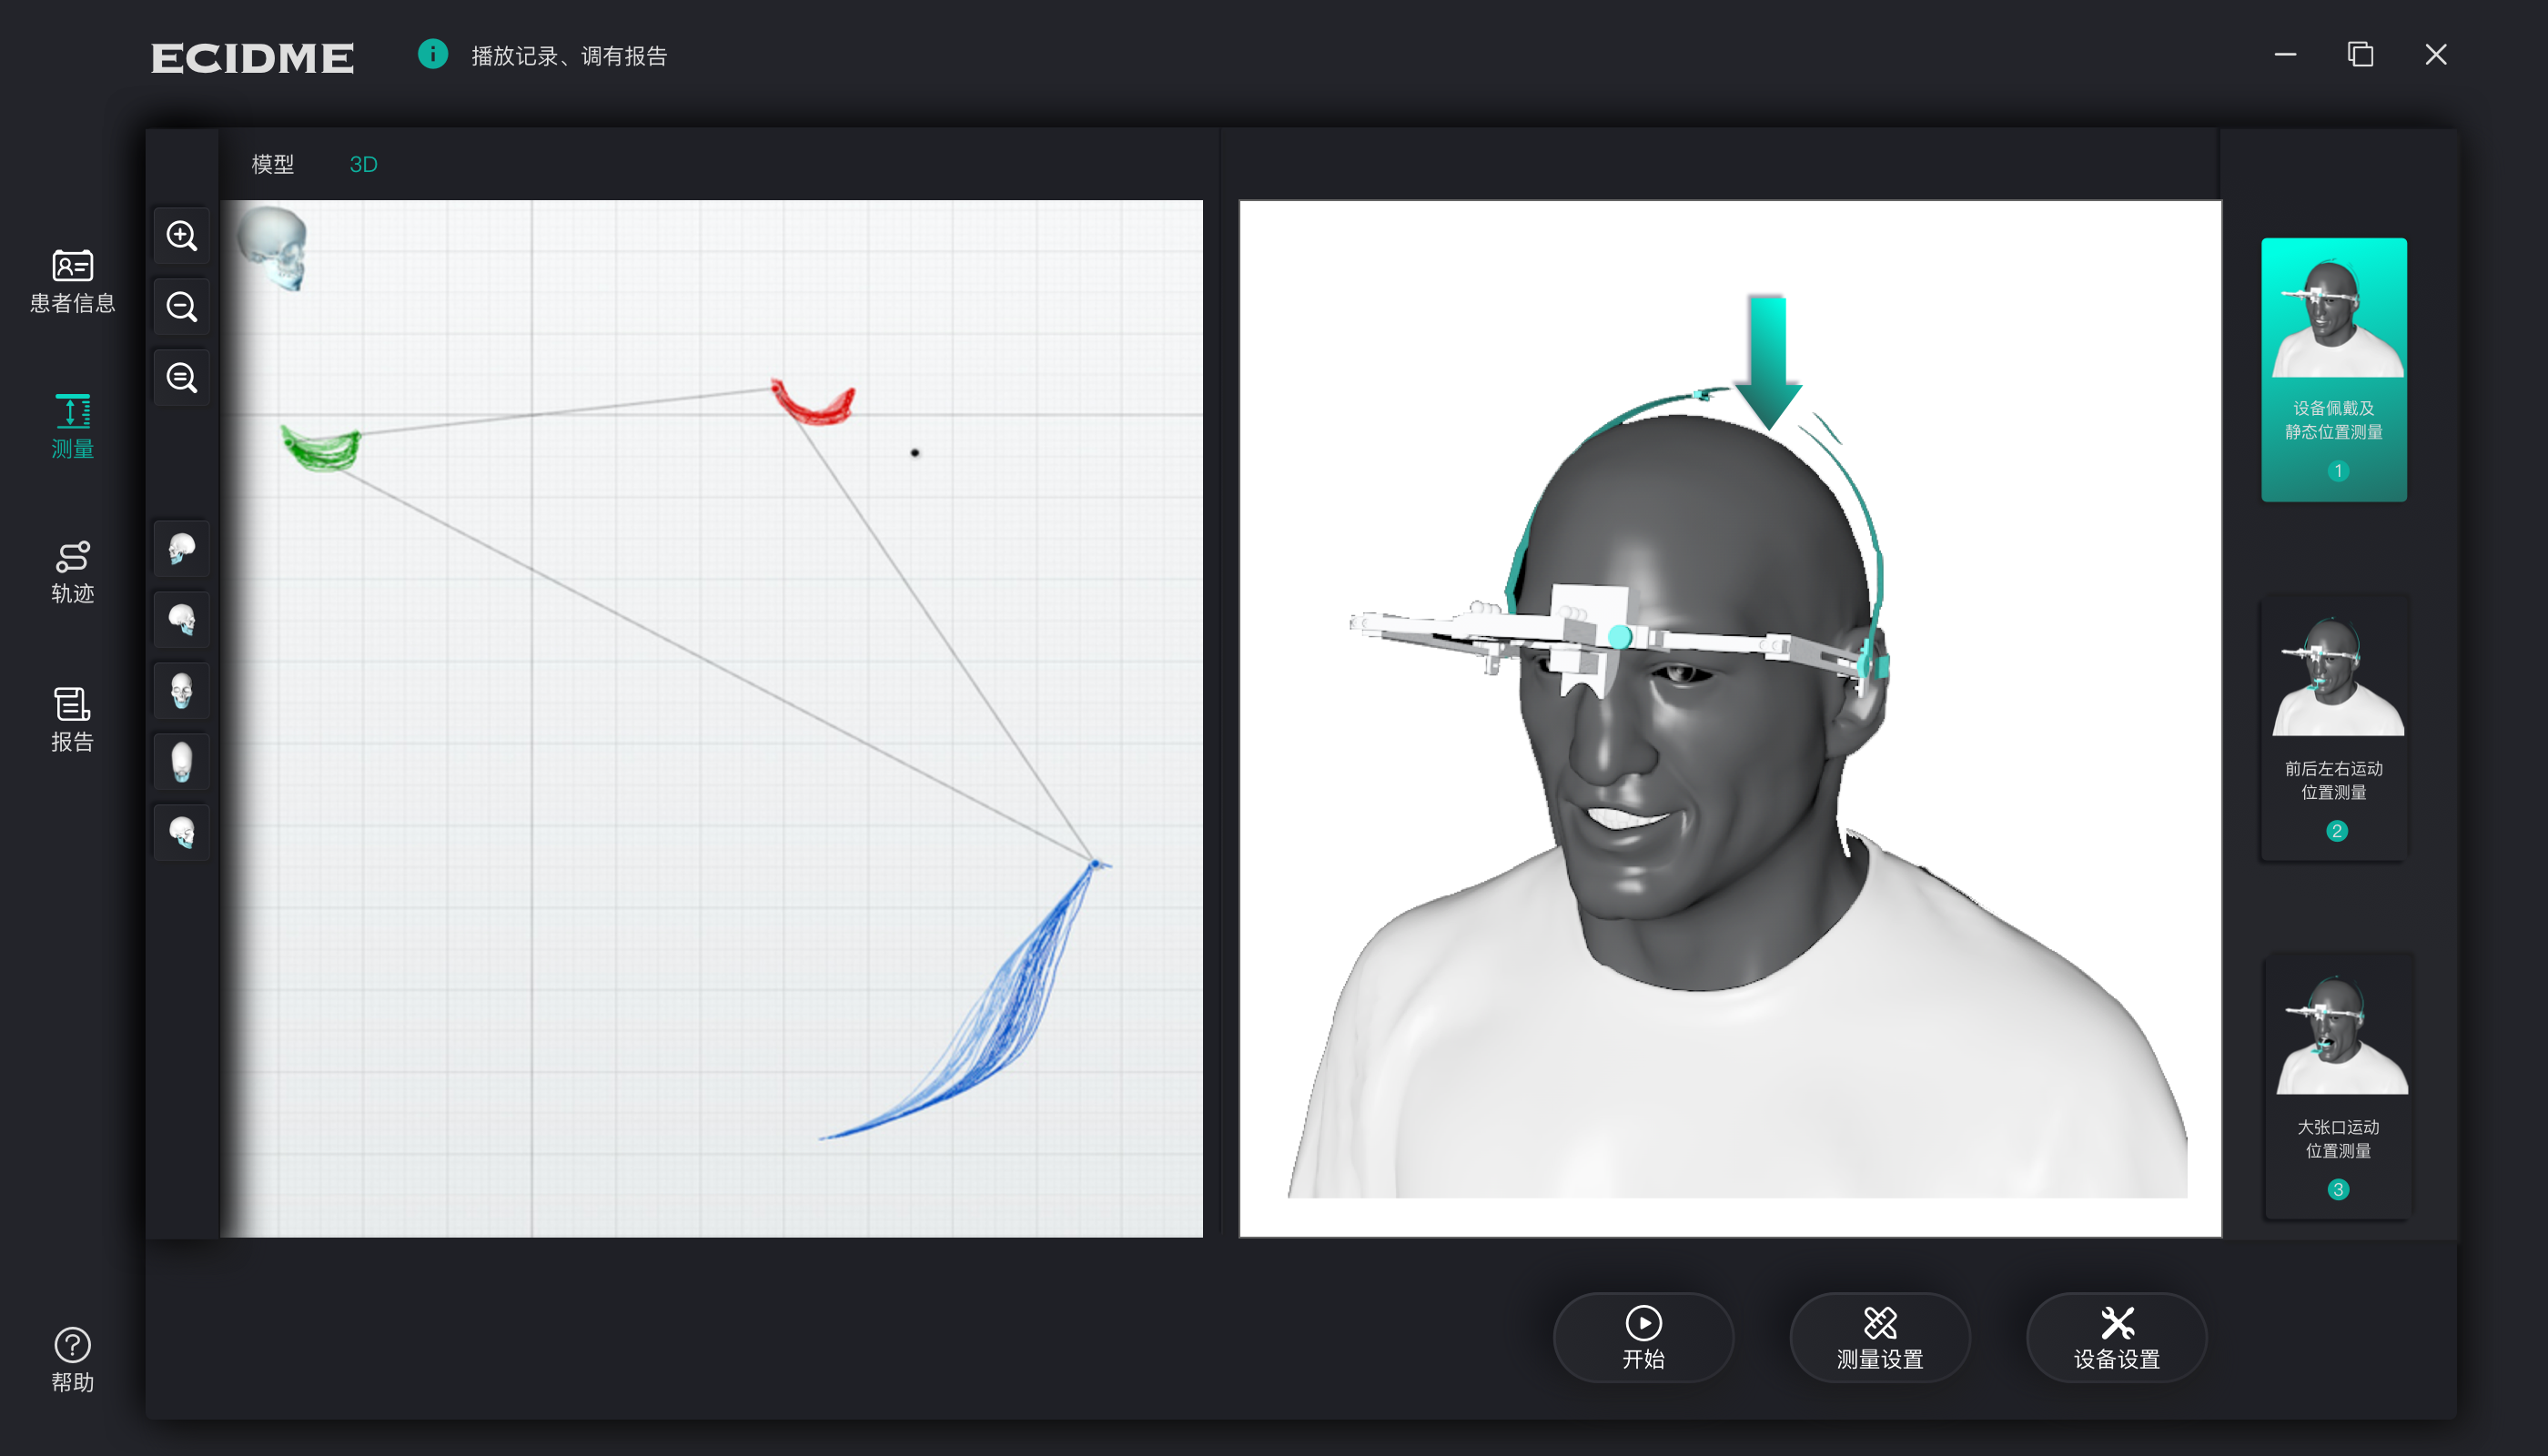 ECIDME
播放记录、调有报告
模型
3D
患者信息
测量
轨迹
报告
帮助
设备佩戴及
静态位置测量
1
前后左右运动
位置测量
2
大张口运动
位置测量
3
开始
测量设置
设备设置